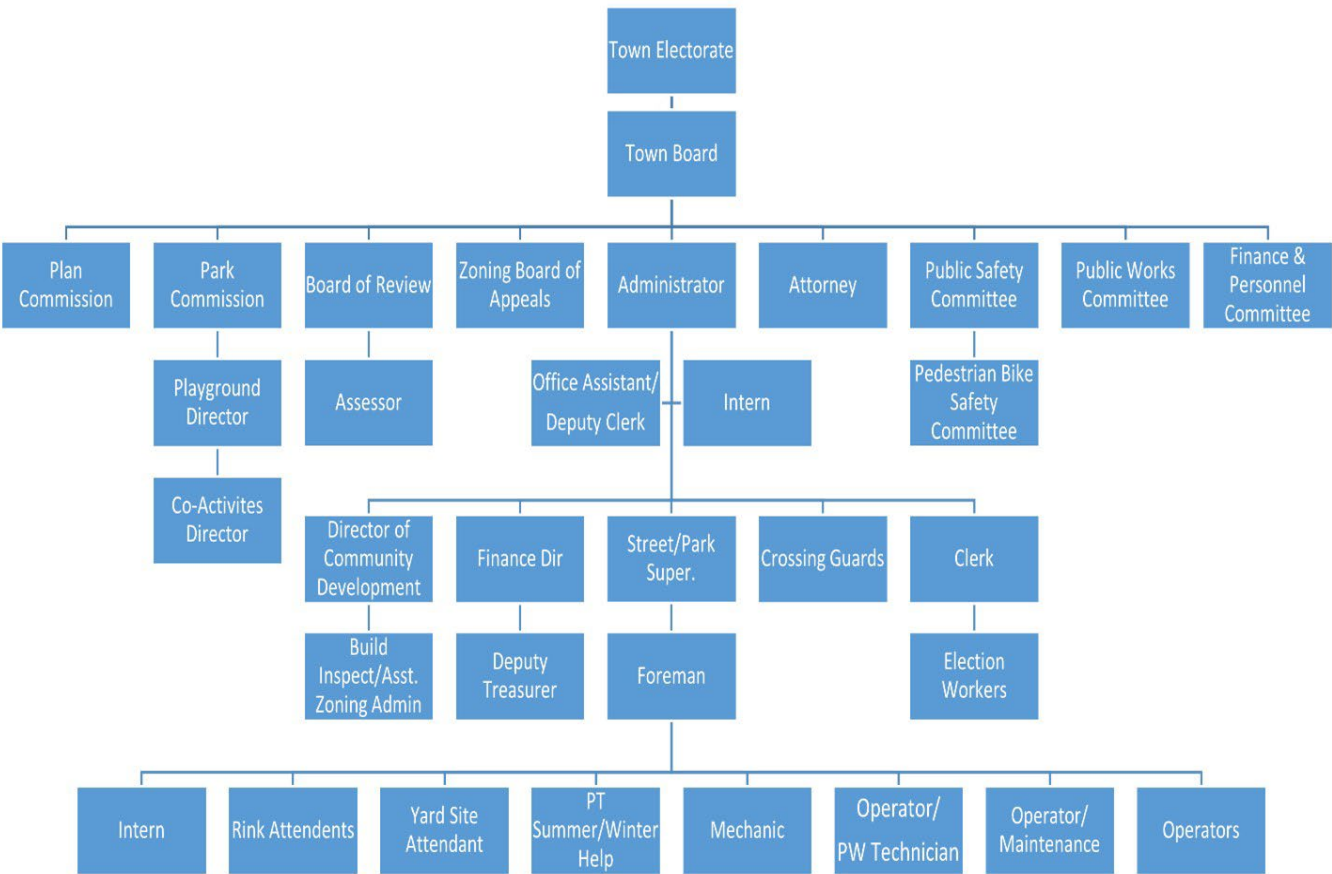 Town Electorate
Town Board
Plan
Commission
Park
Commission
Board of Review
Zoning Board of
Appeals
Administrator
Attorney
Public Safety
Committee
Public Works
Committee
Finance &
Personnel
Committee
Playground
Director
Assessor
Office Assistant/
Deputy Clerk
Intern
Pedestrian Bike
Safety
Committee
Co-Activites
Director
Director of
Community
Development
Finance Dir
Street/Park
Super.
Crossing Guards
Clerk
Build
Inspect/Asst.
Zoning Admin
Deputy
Treasurer
Foreman
Election
Workers
Intern
Rink Attendents
Yard Site
Attendant
PT
Summer/Winter
Help
Mechanic
Operator/
PW Technician
Operator/
Maintenance
Operators